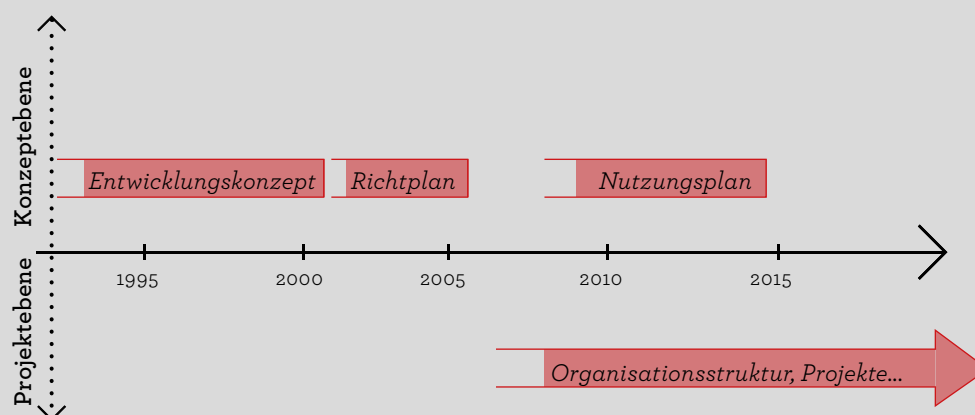 Konzeptebene
Entwicklungskonzept
Richtplan
Nutzungsplan
1995
2000
2005
2010
2015
Projektebene
Organisationsstruktur, Projekte...